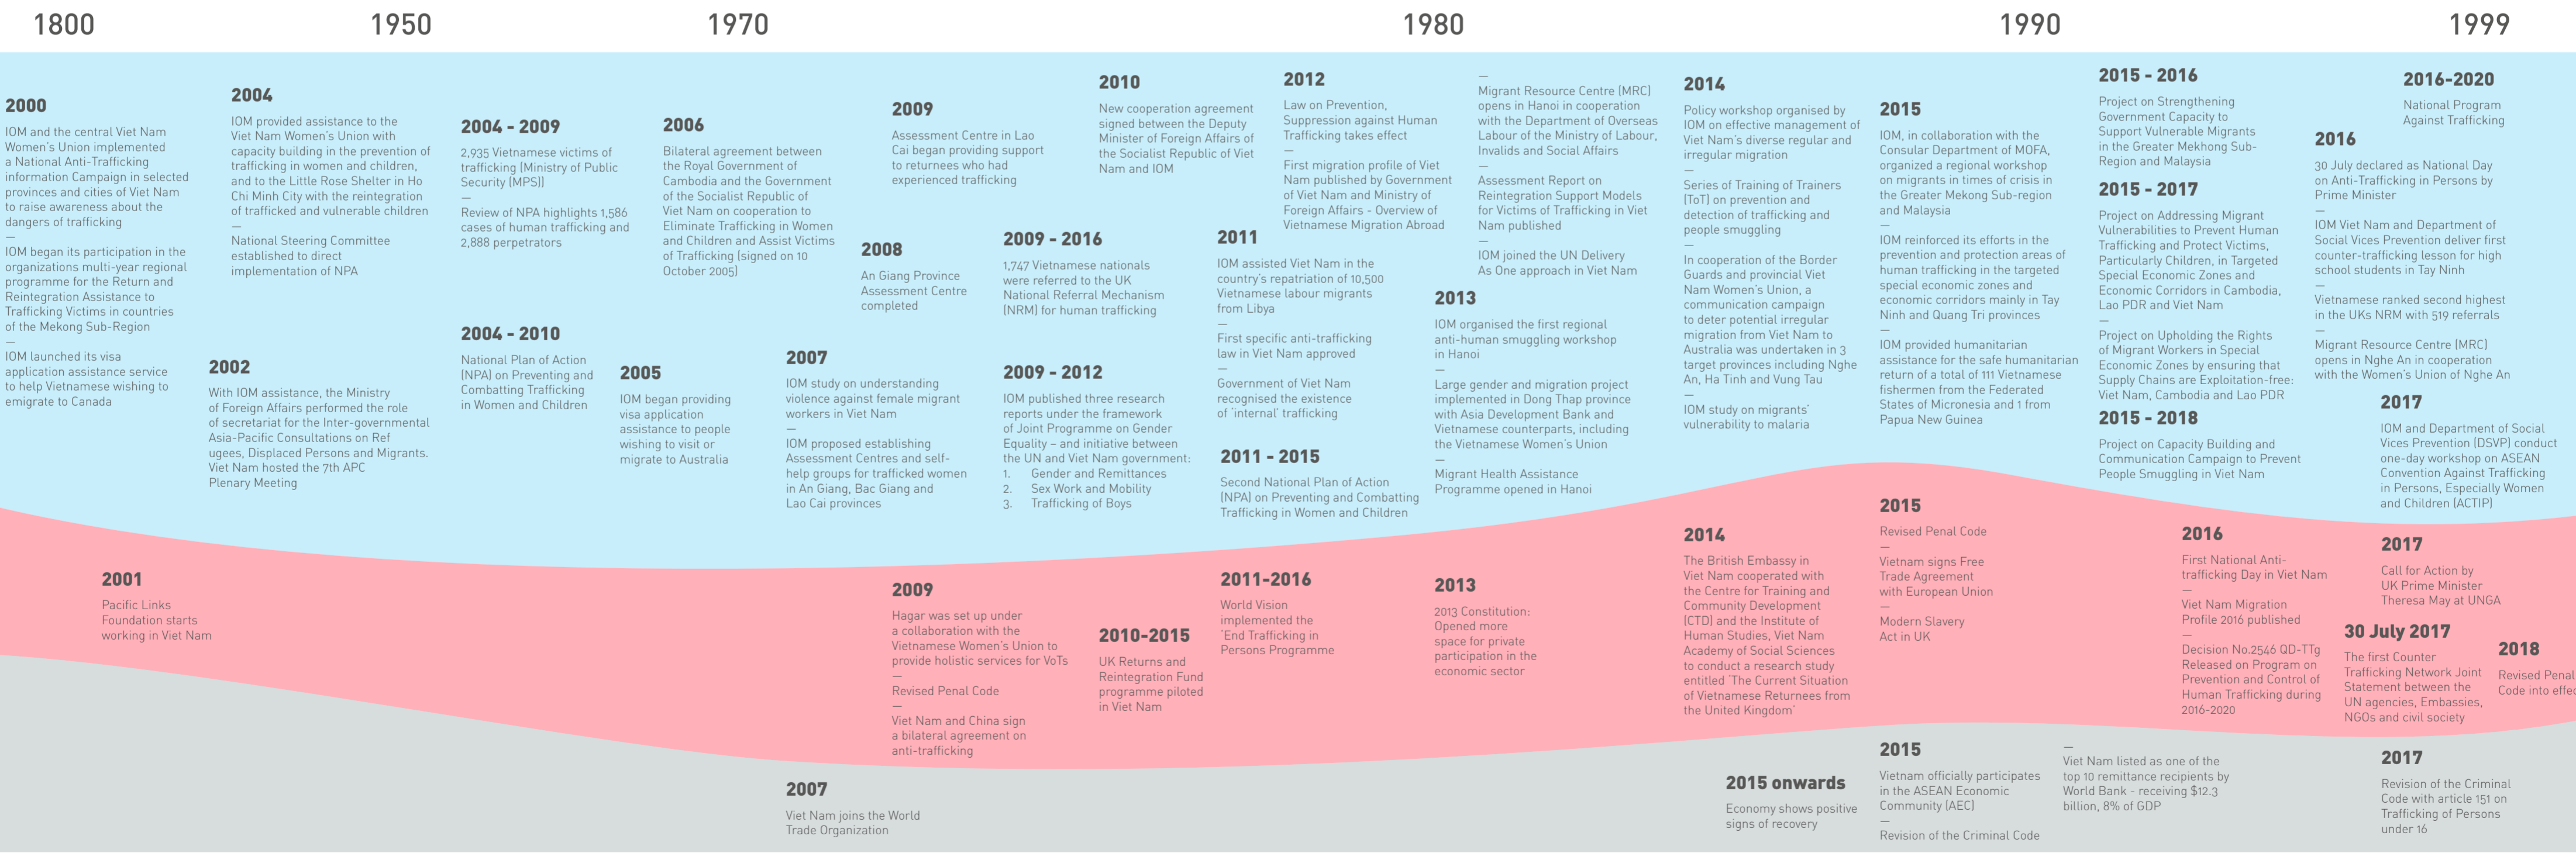 1800
1950
1970
1980
1990
1999
2000
IOM and the central Viet Nam
Women's Union implemented
a National Anti-Trafficking
information Campaign in selected
provinces and cities of Viet Nam
to raise awareness about the
dangers of trafficking
—
IOM began its participation in the
organizations multi-year regional
programme for the Return and
Reintegration Assistance to
Trafficking Victims in countries
of the Mekong Sub-Region
—
IOM launched its visa
application assistance service
to help Vietnamese wishing to
emigrate to Canada
2004
IOM provided assistance to the
Viet Nam Women's Union with
capacity building in the prevention of
trafficking in women and children,
and to the Little Rose Shelter in Ho
Chi Minh City with the reintegration
of trafficked and vulnerable children
—
National Steering Committee
established to direct
implementation of NPA
2002
With IOM assistance, the Ministry
of Foreign Affairs performed the role
of secretariat for the Inter-governmental
Asia-Pacific Consultations on Ref
ugees, Displaced Persons and Migrants.
Viet Nam hosted the 7th APC
Plenary Meeting
2004 - 2009
2,935 Vietnamese victims of
trafficking (Ministry of Public
Security (MPS))
—
Review of NPA highlights 1,586
cases of human trafficking and
2,888 perpetrators
2004 - 2010
National Plan of Action
(NPA) on Preventing and
Combatting Trafficking
in Women and Children
2006
Bilateral agreement between
the Royal Government of
Cambodia and the Government
of the Socialist Republic of
Viet Nam on cooperation to
Eliminate Trafficking in Women
and Children and Assist Victims
of Trafficking (signed on 10
October 2005)
2005
IOM began providing
visa application
assistance to people
wishing to visit or
migrate to Australia
2009
Assessment Centre in Lao
Cai began providing support
to returnees who had
experienced trafficking
2008
An Giang Province
Assessment Centre
completed
2007
IOM study on understanding
violence against female migrant
workers in Viet Nam
—
IOM proposed establishing
Assessment Centres and self-
help groups for trafficked women
in An Giang, Bac Giang and
Lao Cai provinces
2010
New cooperation agreement
signed between the Deputy
Minister of Foreign Affairs of
the Socialist Republic of Viet
Nam and IOM
2009 - 2016
1,747 Vietnamese nationals
were referred to the UK
National Referral Mechanism
(NRM) for human trafficking
2009 - 2012
IOM published three research
reports under the framework
of Joint Programme on Gender
Equality – and initiative between
the UN and Viet Nam government:
1. Gender and Remittances
2. Sex Work and Mobility
3. Trafficking of Boys
2012
Law on Prevention,
Suppression against Human
Trafficking takes effect
—
First migration profile of Viet
Nam published by Government
of Viet Nam and Ministry of
Foreign Affairs - Overview of
Vietnamese Migration Abroad
2011
IOM assisted Viet Nam in the
country's repatriation of 10,500
Vietnamese labour migrants
from Libya
—
First specific anti-trafficking
law in Viet Nam approved
—
Government of Viet Nam
recognised the existence
of 'internal' trafficking
2011 - 2015
Second National Plan of Action
(NPA) on Preventing and Combatting
Trafficking in Women and Children
—
Migrant Resource Centre (MRC)
opens in Hanoi in cooperation
with the Department of Overseas
Labour of the Ministry of Labour,
Invalids and Social Affairs
—
Assessment Report on
Reintegration Support Models
for Victims of Trafficking in Viet
Nam published
—
IOM joined the UN Delivery
As One approach in Viet Nam
2013
IOM organised the first regional
anti-human smuggling workshop
in Hanoi
—
Large gender and migration project
implemented in Dong Thap province
with Asia Development Bank and
Vietnamese counterparts, including
the Vietnamese Women's Union
—
Migrant Health Assistance
Programme opened in Hanoi
2014
Policy workshop organised by
IOM on effective management of
Viet Nam's diverse regular and
irregular migration
—
Series of Training of Trainers
(ToT) on prevention and
detection of trafficking and
people smuggling
—
In cooperation of the Border
Guards and provincial Viet
Nam Women's Union, a
communication campaign
to deter potential irregular
migration from Viet Nam to
Australia was undertaken in 3
target provinces including Nghe
An, Ha Tinh and Vung Tau
—
IOM study on migrants'
vulnerability to malaria
2015
IOM, in collaboration with the
Consular Department of MOFA,
organized a regional workshop
on migrants in times of crisis in
the Greater Mekong Sub-region
and Malaysia
—
IOM reinforced its efforts in the
prevention and protection areas of
human trafficking in the targeted
special economic zones and
economic corridors mainly in Tay
Ninh and Quang Tri provinces
—
IOM provided humanitarian
assistance for the safe humanitarian
return of a total of 111 Vietnamese
fishermen from the Federated
States of Micronesia and 1 from
Papua New Guinea
2015 - 2016
Project on Strengthening
Government Capacity to
Support Vulnerable Migrants
in the Greater Mekhong Sub-
Region and Malaysia
2015 - 2017
Project on Addressing Migrant
Vulnerabilities to Prevent Human
Trafficking and Protect Victims,
Particularly Children, in Targeted
Special Economic Zones and
Economic Corridors in Cambodia,
Lao PDR and Viet Nam
—
Project on Upholding the Rights
of Migrant Workers in Special
Economic Zones by ensuring that
Supply Chains are Exploitation-free:
Viet Nam, Cambodia and Lao PDR
2015 - 2018
Project on Capacity Building and
Communication Campaign to Prevent
People Smuggling in Viet Nam
2016-2020
National Program
Against Trafficking
2016
30 July declared as National Day
on Anti-Trafficking in Persons by
Prime Minister
—
IOM Viet Nam and Department of
Social Vices Prevention deliver first
counter-trafficking lesson for high
school students in Tay Ninh
—
Vietnamese ranked second highest
in the UKs NRM with 519 referrals
—
Migrant Resource Centre (MRC)
opens in Nghe An in cooperation
with the Women's Union of Nghe An
2017
IOM and Department of Social
Vices Prevention (DSVP) conduct
one-day workshop on ASEAN
Convention Against Trafficking
in Persons, Especially Women
and Children (ACTIP)
2001
Pacific Links
Foundation starts
working in Viet Nam
2009
Hagar was set up under
a collaboration with the
Vietnamese Women's Union to
provide holistic services for VoTs
—
Revised Penal Code
—
Viet Nam and China sign
a bilateral agreement on
anti-trafficking
2010-2015
UK Returns and
Reintegration Fund
programme piloted
in Viet Nam
2011-2016
World Vision
implemented the
'End Trafficking in
Persons Programme
2013
2013 Constitution:
Opened more
space for private
participation in the
economic sector
2014
The British Embassy in
Viet Nam cooperated with
the Centre for Training and
Community Development
(CTD) and the Institute of
Human Studies, Viet Nam
Academy of Social Sciences
to conduct a research study
entitled 'The Current Situation
of Vietnamese Returnees from
the United Kingdom'
2015
Revised Penal Code
—
Vietnam signs Free
Trade Agreement
with European Union
—
Modern Slavery
Act in UK
2016
First National Anti-
trafficking Day in Viet Nam
—
Viet Nam Migration
Profile 2016 published
—
Decision No.2546 QD-TTg
Released on Program on
Prevention and Control of
Human Trafficking during
2016-2020
2017
Call for Action by
UK Prime Minister
Theresa May at UNGA
30 July 2017
The first Counter
Trafficking Network Joint
Statement between the
UN agencies, Embassies,
NGOs and civil society
2018
Revised Penal
Code into effec
2007
Viet Nam joins the World
Trade Organization
2015 onwards
Economy shows positive
signs of recovery
2015
Vietnam officially participates
in the ASEAN Economic
Community (AEC)
—
Revision of the Criminal Code
—
Viet Nam listed as one of the
top 10 remittance recipients by
World Bank - receiving $12.3
billion, 8% of GDP
2017
Revision of the Criminal
Code with article 151 on
Trafficking of Persons
under 16